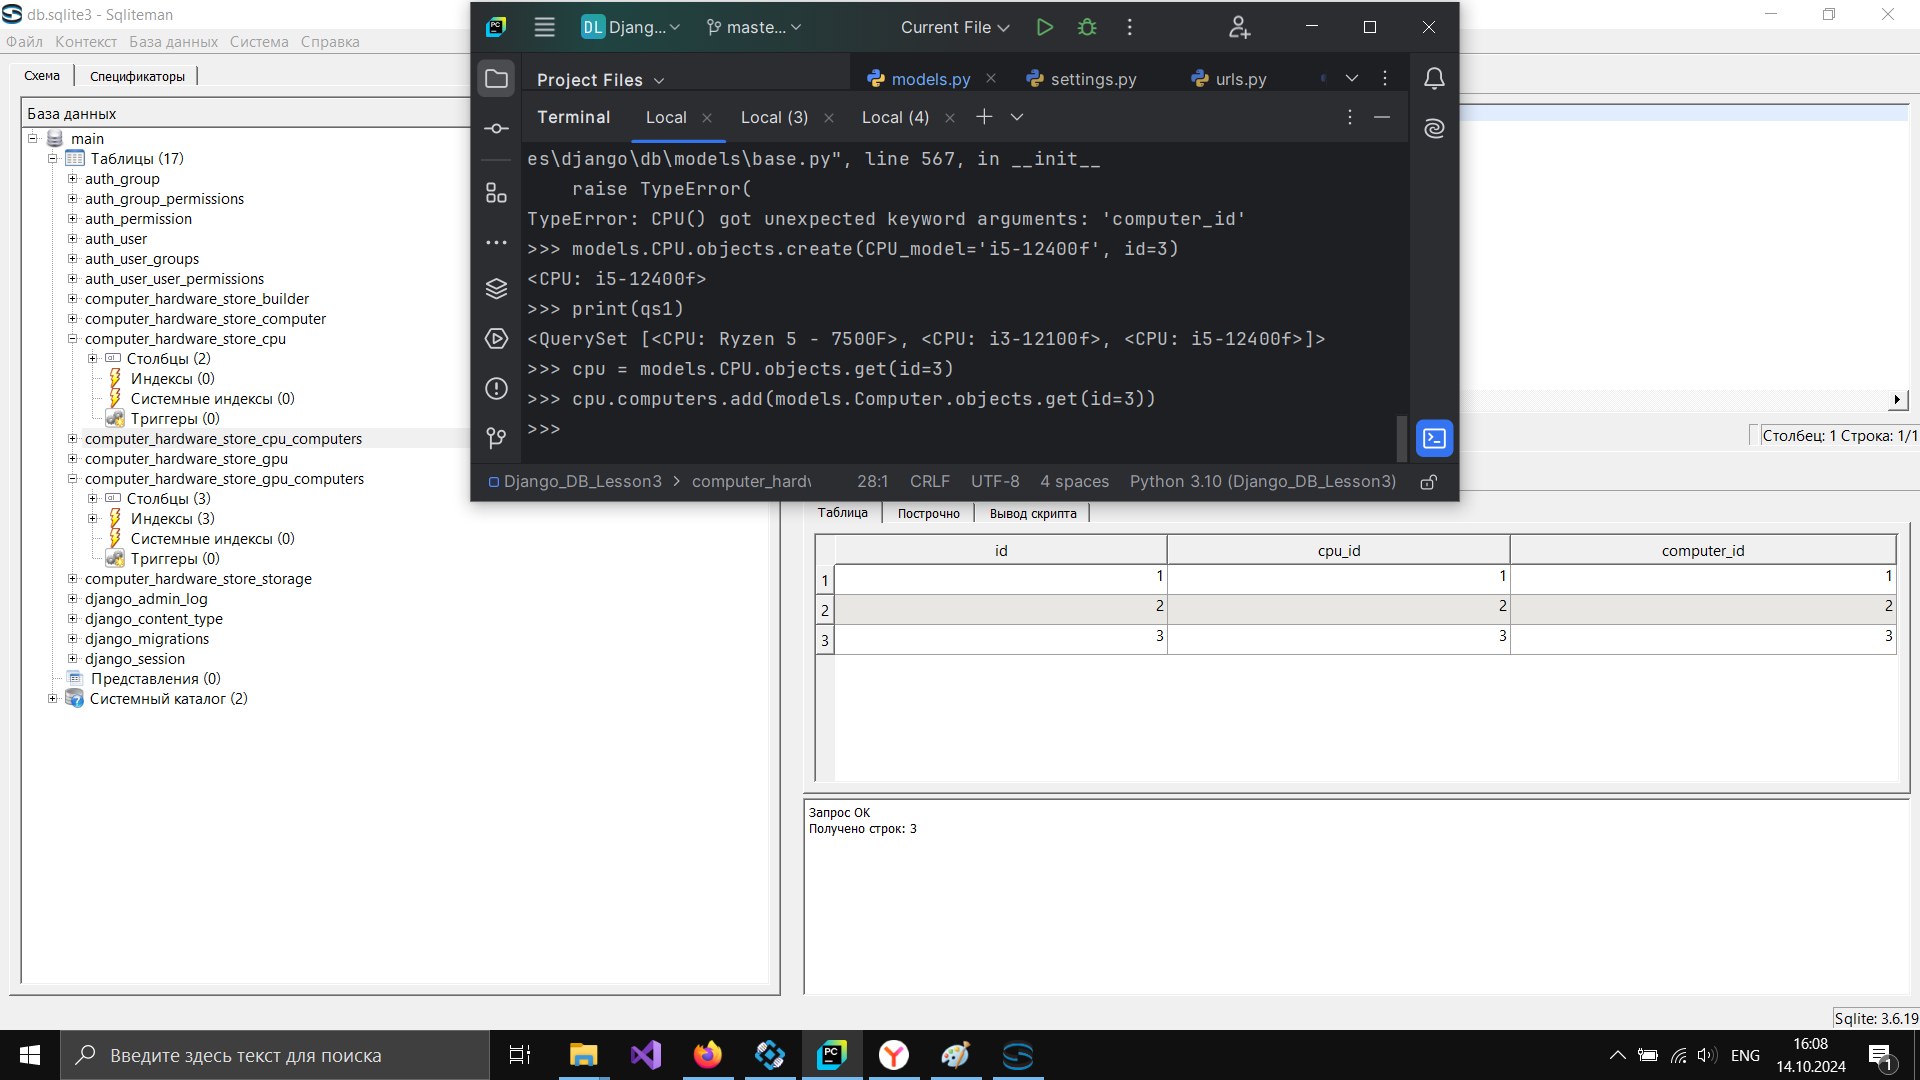 db.sqlite3 - Sqliteman
Файл Контекст База данных Система Справка
Схема Спецификаторы
База данных
main
Таблицы (17)
auth_group
auth_group_permissions
auth_permission
auth_user
auth_user_groups
auth_user_user_permissions
computer_hardware_store_builder
computer_hardware_store_computer
computer_hardware_store_cpu
Столбцы (2)
Индексы (0)
Системные индексы (0)
Триггеры (0)
computer_hardware_store_cpu_computers
computer_hardware_store_gpu
computer_hardware_store_gpu_computers
Столбцы (3)
Индексы (3)
Системные индексы (0)
Триггеры (0)
computer_hardware_store_storage
django_admin_log
django_content_type
django_migrations
django_session
Представления (0)
Системный каталог (2)
PC DL Djang... maste... Current File
Project Files models.py settings.py urls.py
Terminal Local Local (3) Local (4)
es\django\db\models\base.py", line 567, in __init__
raise TypeError(
TypeError: CPU() got unexpected keyword arguments: 'computer_id'
>>> models.CPU.objects.create(CPU_model='i5-12400f', id=3)
<CPU: i5-12400f>
>>> print(qs1)
<QuerySet [<CPU: Ryzen 5 - 7500F>, <CPU: i3-12100f>, <CPU: i5-12400f>]>
>>> cpu = models.CPU.objects.get(id=3)
>>> cpu.computers.add(models.Computer.objects.get(id=3))
>>>
Django_DB_Lesson3 > computer_hardw 28:1 CRLF UTF-8 4 spaces Python 3.10 (Django_DB_Lesson3)
Столбец: 1 Строка: 1/1
Таблица Построчно Вывод скрипта
id cpu_id computer_id
1 1 1 1
2 2 2 2
3 3 3 3
Запрос ОК
Получено строк: 3
Sqlite: 3.6.19
Введите здесь текст для поиска
PC
Y
ENG
16:08
14.10.2024
1